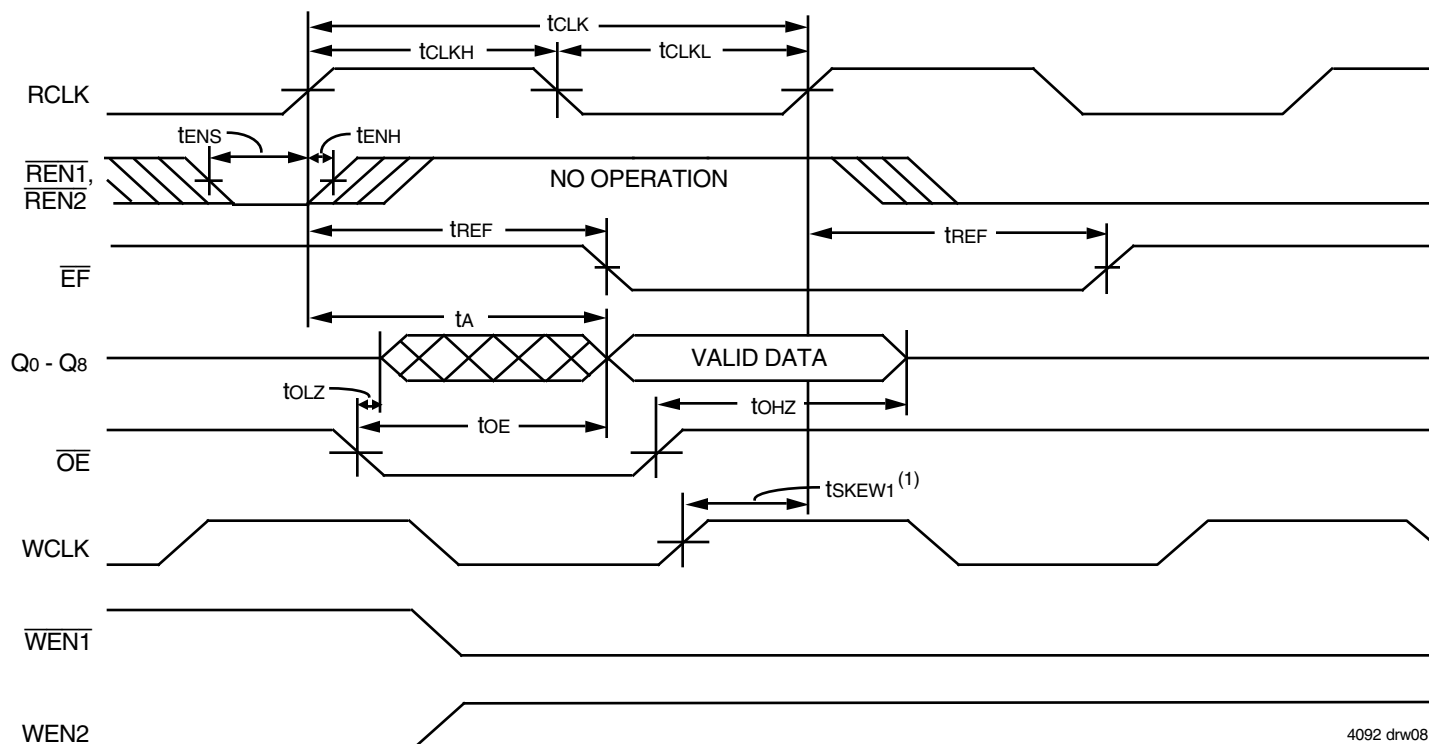 tCLK
tCLKH
tCLKL
RCLK
tENS
tENH
REN1,
REN2
NO OPERATION
tREF
tREF
EF
tA
Q0 - Q8
VALID DATA
tOLZ
tOHZ
tOE
OE
tSKEW1(1)
WCLK
WEN1
WEN2
4092 drw08